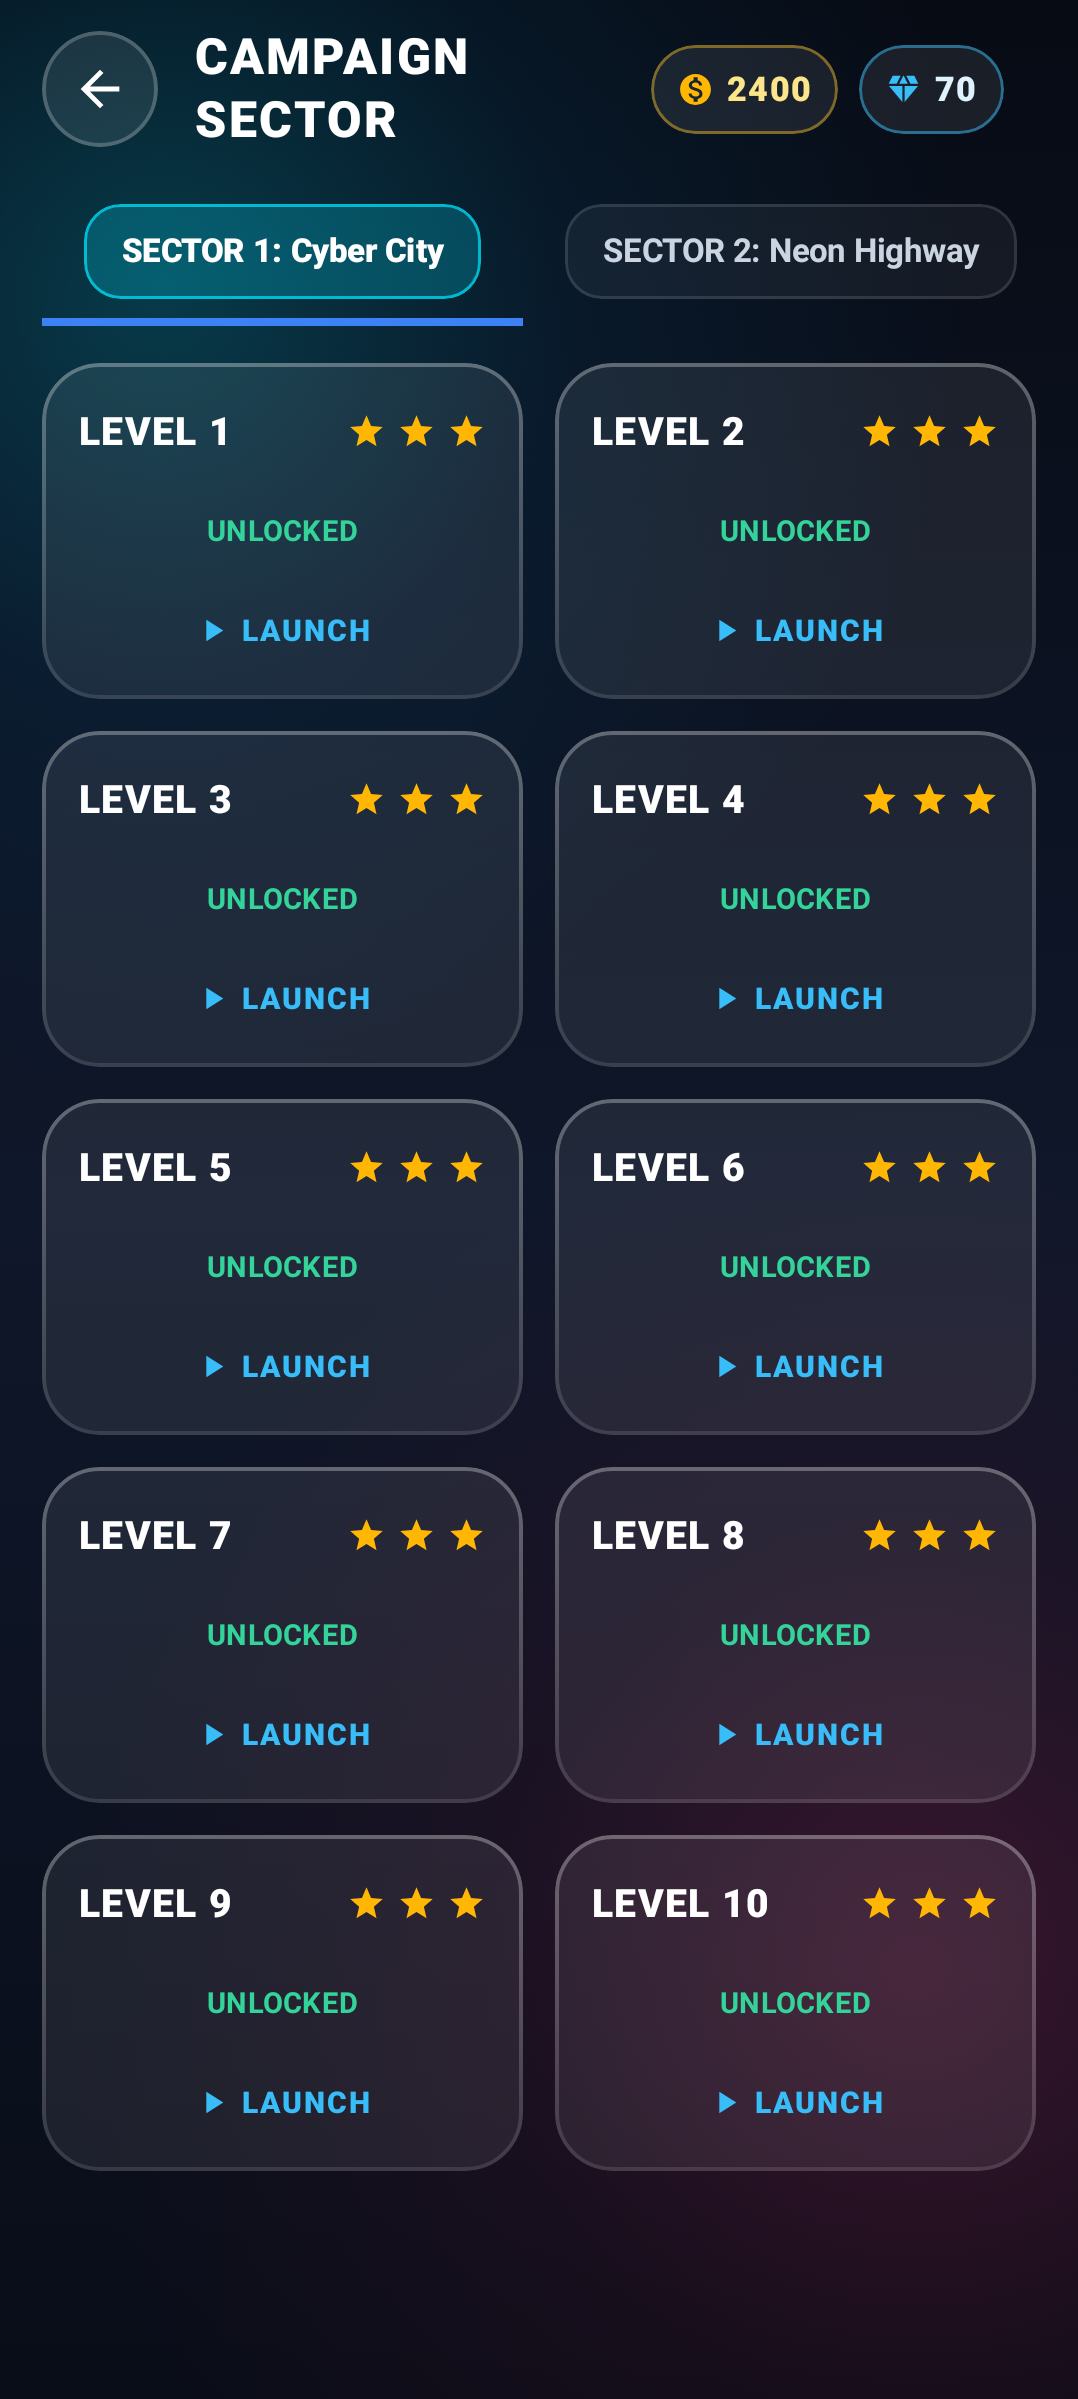 CAMPAIGN
SECTOR
2400
70
SECTOR 1: Cyber City
SECTOR 2: Neon Highway
LEVEL 1
UNLOCKED
LAUNCH
LEVEL 2
UNLOCKED
LAUNCH
LEVEL 3
UNLOCKED
LAUNCH
LEVEL 4
UNLOCKED
LAUNCH
LEVEL 5
UNLOCKED
LAUNCH
LEVEL 6
UNLOCKED
LAUNCH
LEVEL 7
UNLOCKED
LAUNCH
LEVEL 8
UNLOCKED
LAUNCH
LEVEL 9
UNLOCKED
LAUNCH
LEVEL 10
UNLOCKED
LAUNCH